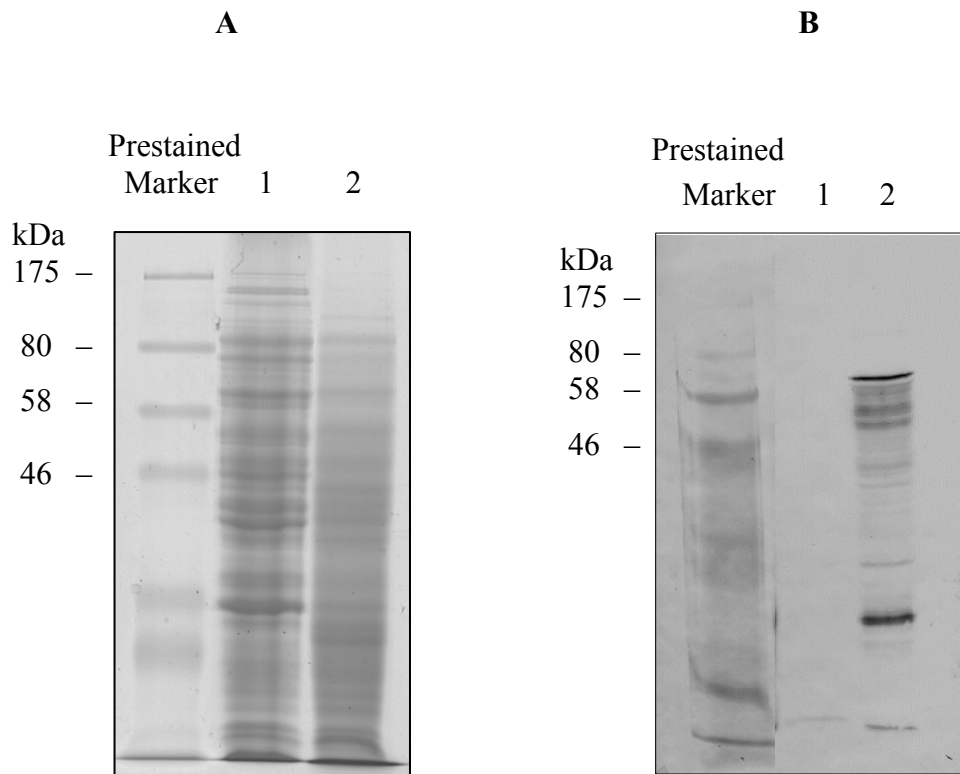 A
Prestained
Marker 1 2
kDa
175 –
80 –
58 –
46 –
B
Prestained
Marker 1 2
kDa
175 –
80 –
58 –
46 –